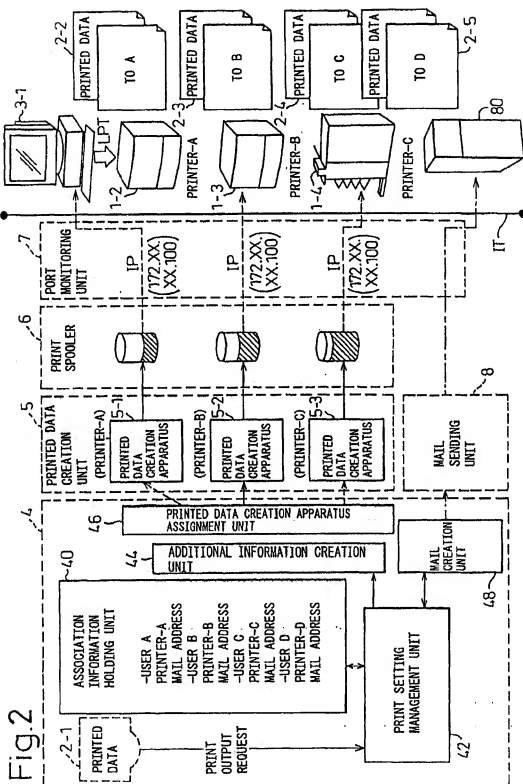 Fig.2
2-1
PRINTED
DATA
PRINT
OUTPUT
REQUEST
4
40
ASSOCIATION
INFORMATION
HOLDING UNIT
-USER A
PRINTER-A
MAIL ADDRESS
-USER B
PRINTER-B
MAIL ADDRESS
-USER C
PRINTER-C
MAIL ADDRESS
-USER D
PRINTER-D
MAIL ADDRESS
44
ADDITIONAL INFORMATION CREATION
UNIT
46
PRINTED DATA CREATION APPARATUS
ASSIGNMENT UNIT
PRINT SETTING
MANAGEMENT UNIT
42
MAIL CREATION
UNIT
48
5
PRINTED DATA
CREATION
UNIT
(PRINTER-A)
5-1
PRINTED
DATA
CREATION
APPARATUS
(PRINTER-B)
5-2
PRINTED
DATA
CREATION
APPARATUS
(PRINTER-C)
5-3
PRINTED
DATA
CREATION
APPARATUS
6
PRINT
SPOOLER
7
PORT
MONITORING
UNIT
IP
(172.XX.
XX.100)
IP
(172.XX.
XX.100)
IP
(172.XX.
XX.100)
MAIL
SENDING
UNIT
8
IT
3-1
LPT
1-2
PRINTER-A
1-3
PRINTER-B
1-4
PRINTER-C
80
2-2
PRINTED DATA
TO A
2-3
PRINTED DATA
TO B
2-4
PRINTED DATA
TO C
2-5
PRINTED DATA
TO D